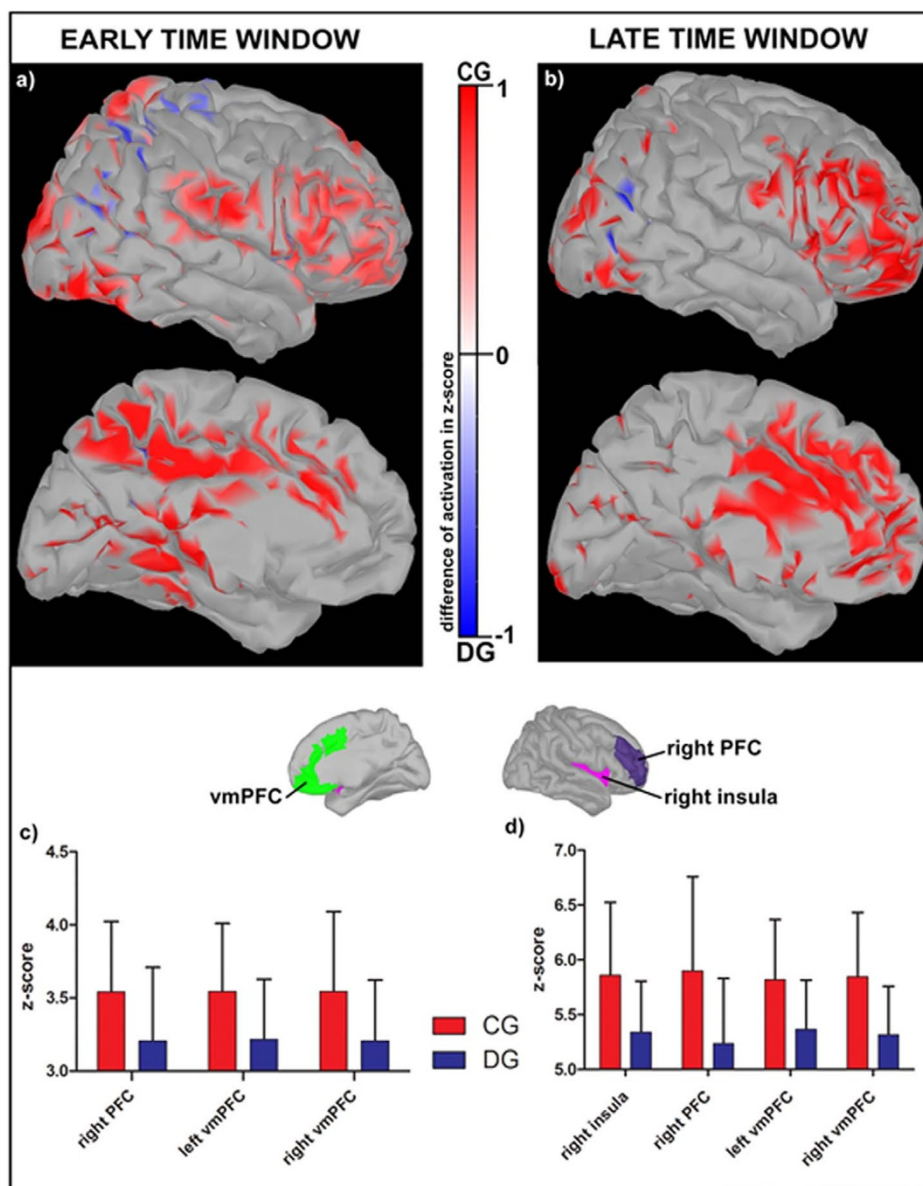 EARLY TIME WINDOW
LATE TIME WINDOW
a)
CG
1
b)
0
difference of activation in z-score
-1
DG
vmPFC
right PFC
right insula
c)
4.5
4.0
3.5
3.0
z-score
right PFC
left vmPFC
right vmPFC
CG
DG
d)
7.0
6.5
6.0
5.5
5.0
z-score
right insula
right PFC
left vmPFC
right vmPFC